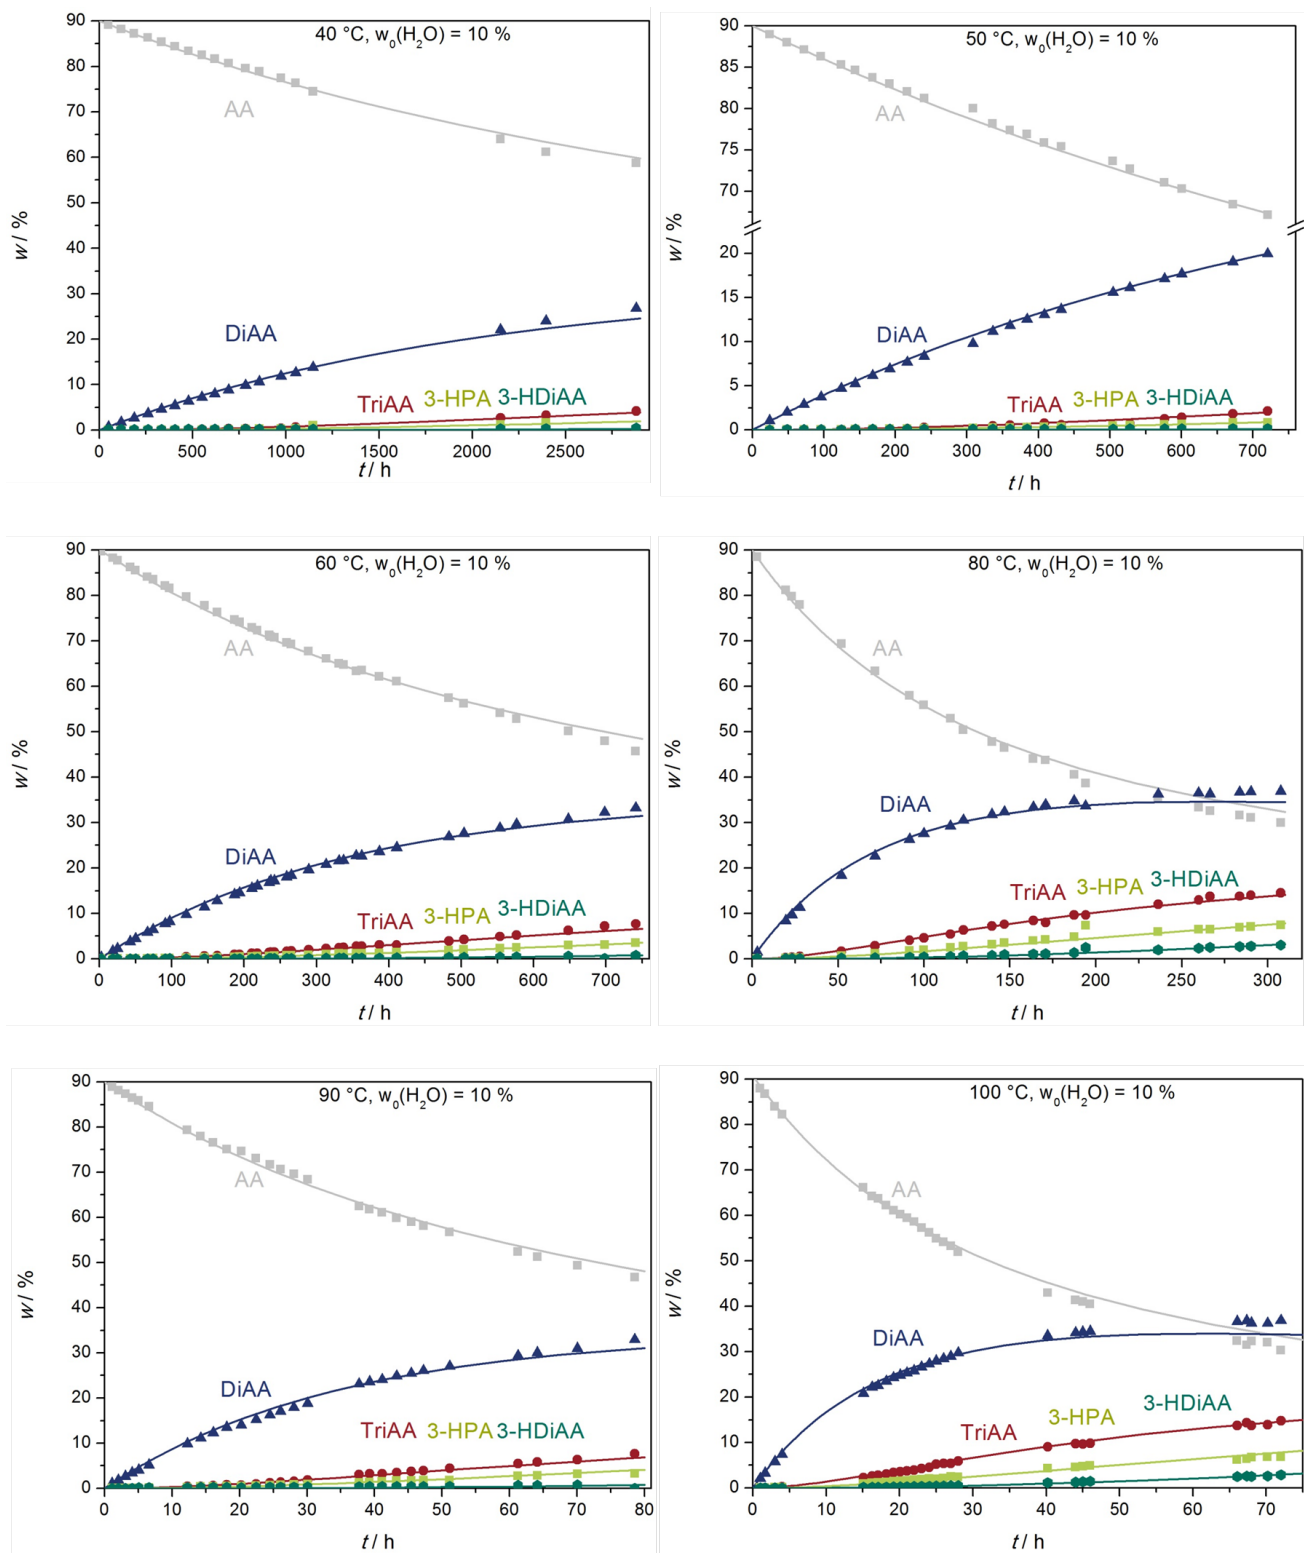 40 °C, w₀(H₂O) = 10 %
90
80
70
60
50
40
30
20
10
0
w / %
AA
DiAA
TriAA 3-HPA 3-HDiAA
0 500 1000 1500 2000 2500
t / h
50 °C, w₀(H₂O) = 10 %
90
85
80
75
70
20
15
10
5
0
w / %
AA
DiAA
TriAA 3-HPA 3-HDiAA
0 100 200 300 400 500 600 700
t / h
60 °C, w₀(H₂O) = 10 %
90
80
70
60
50
40
30
20
10
0
w / %
AA
DiAA
TriAA 3-HPA 3-HDiAA
0 100 200 300 400 500 600 700
t / h
80 °C, w₀(H₂O) = 10 %
90
80
70
60
50
40
30
20
10
0
w / %
AA
DiAA
TriAA 3-HPA 3-HDiAA
0 50 100 150 200 250 300
t / h
90 °C, w₀(H₂O) = 10 %
90
80
70
60
50
40
30
20
10
0
w / %
AA
DiAA
TriAA 3-HPA 3-HDiAA
0 10 20 30 40 50 60 70 80
t / h
100 °C, w₀(H₂O) = 10 %
90
80
70
60
50
40
30
20
10
0
w / %
AA
DiAA
TriAA 3-HPA 3-HDiAA
0 10 20 30 40 50 60 70
t / h